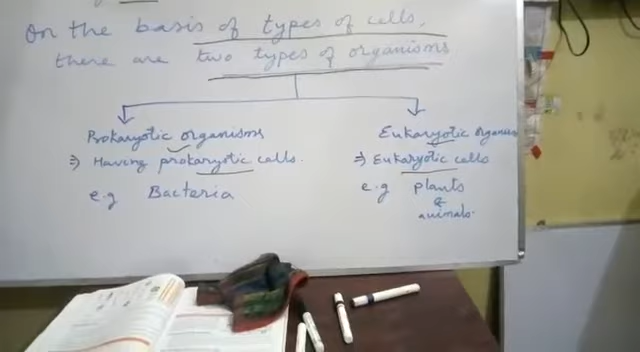 On the basis of types of cells,
there are two types of organisms
Prokaryotic organisms
⇒ Having prokaryotic cells.
e.g Bacteria
Eukaryotic organism
⇒ Eukaryotic cells
e.g plants
&
animals.